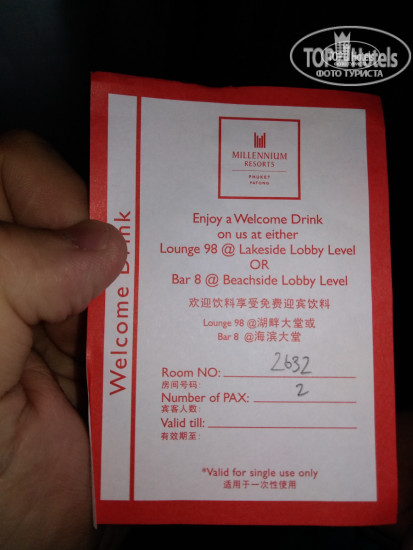 TOP Hotels
ФОТО ТУРИСТА
Welcome Drink
MILLENNIUM
RESORTS
PHUKET
PATONG
Enjoy a Welcome Drink
on us at either
Lounge 98 @ Lakeside Lobby Level
OR
Bar 8 @ Beachside Lobby Level
欢迎饮料享受免费迎宾饮料
Lounge 98 @湖畔大堂或
Bar 8 @海滨大堂
Room NO: 2632
房间号码:
Number of PAX: 2
宾客人数:
Valid till:
有效期至:
*Valid for single use only
适用于一次性使用